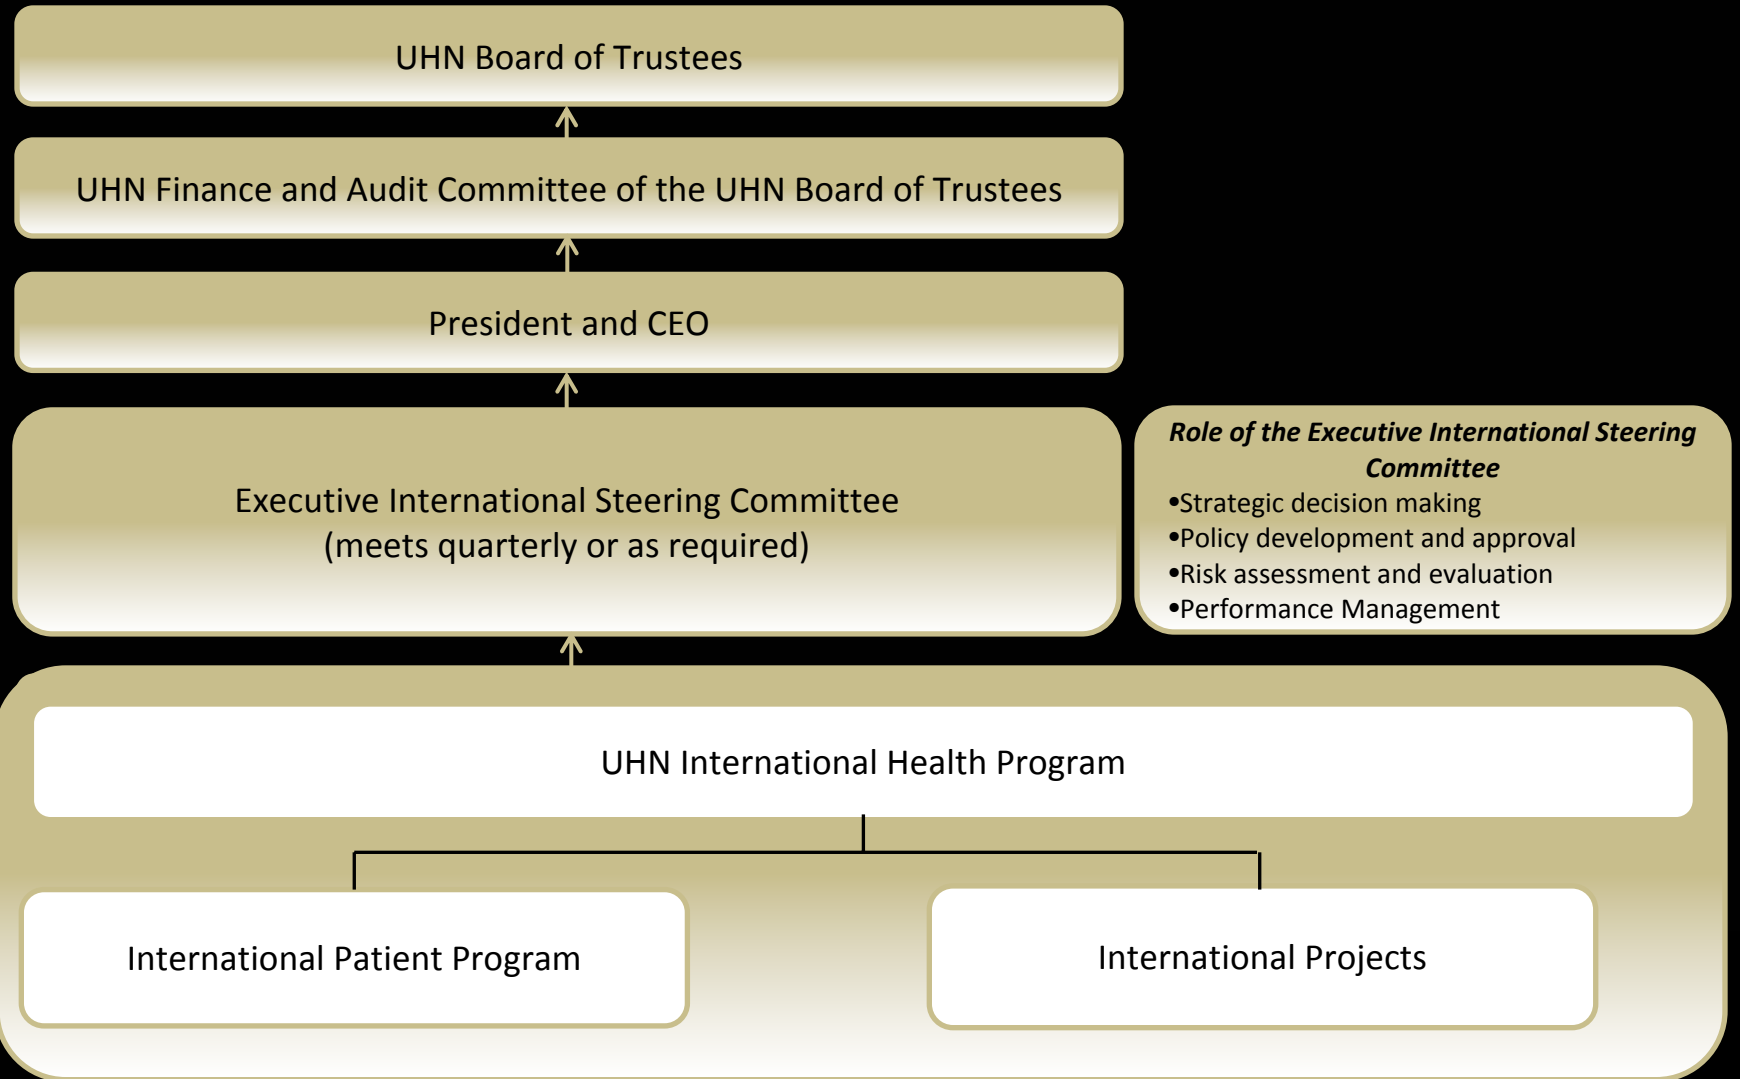 UHN Board of Trustees
UHN Finance and Audit Committee of the UHN Board of Trustees
President and CEO
Executive International Steering Committee
(meets quarterly or as required)
Role of the Executive International Steering
Committee
•Strategic decision making
•Policy development and approval
•Risk assessment and evaluation
•Performance Management
UHN International Health Program
International Patient Program
International Projects